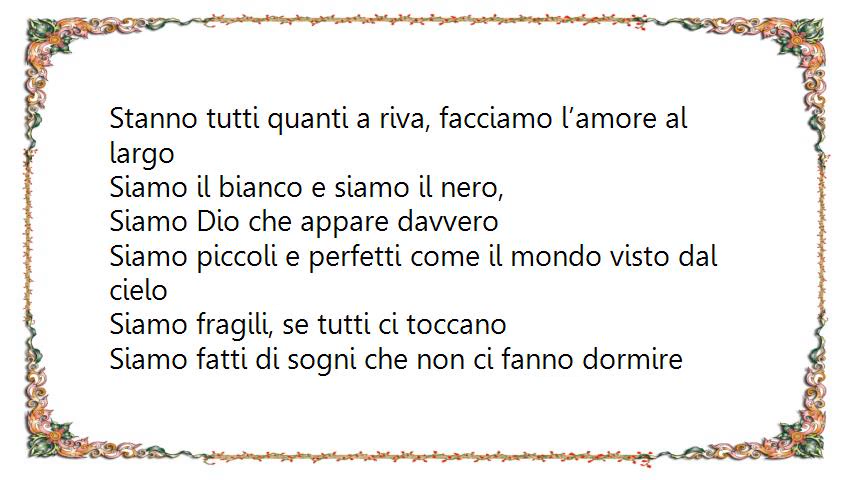 Stanno tutti quanti a riva, facciamo l’amore al
largo
Siamo il bianco e siamo il nero,
Siamo Dio che appare davvero
Siamo piccoli e perfetti come il mondo visto dal
cielo
Siamo fragili, se tutti ci toccano
Siamo fatti di sogni che non ci fanno dormire